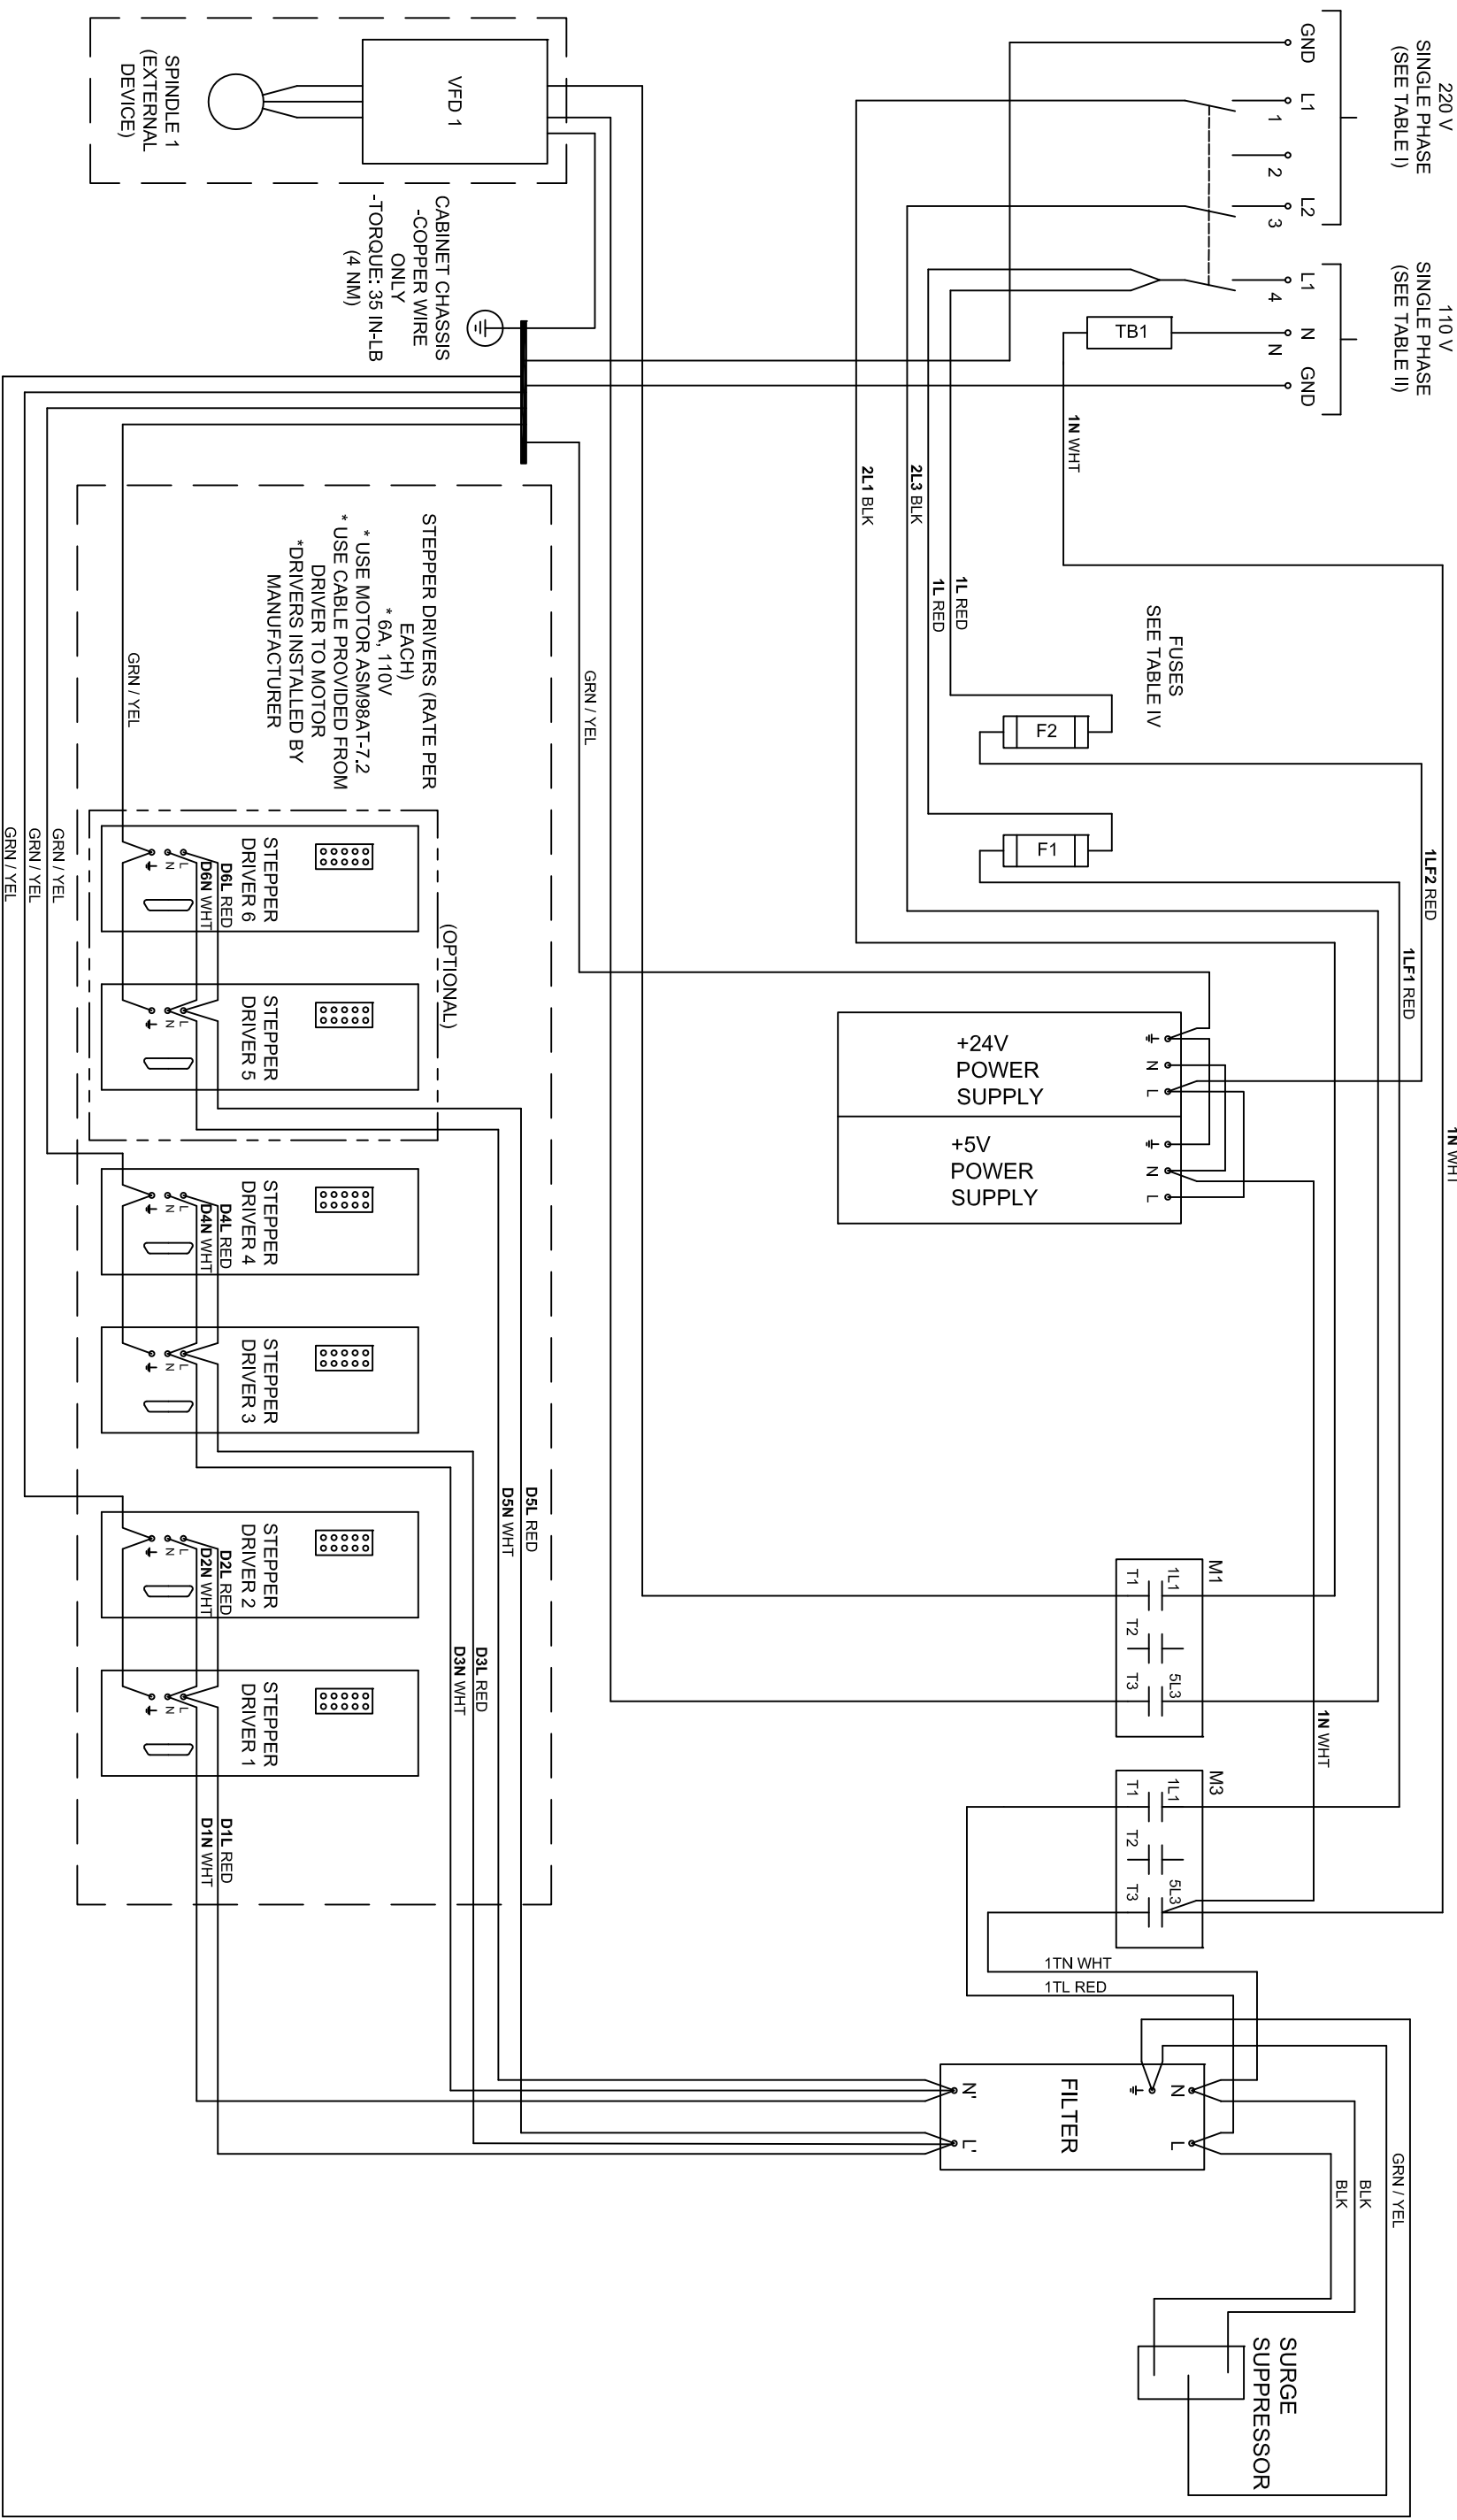 220 V
SINGLE PHASE
(SEE TABLE I)
110 V
SINGLE PHASE
(SEE TABLE II)
GND
L1
L2
L1
N
GND
1
2
3
4
N
TB1
1N WHT
2L1 BLK
2L3 BLK
1L RED
1L RED
SPINDLE 1
(EXTERNAL
DEVICE)
VFD 1
CABINET CHASSIS
-COPPER WIRE
ONLY
-TORQUE: 35 IN-LB
(4 NM)
FUSES
SEE TABLE IV
F2
F1
1LF2 RED
1LF1 RED
1N WHT
GRN / YEL
GRN / YEL
GRN / YEL
GRN / YEL
GRN / YEL
STEPPER DRIVERS (RATE PER
EACH)
* 6A, 110V
* USE MOTOR ASM98AT-7.2
* USE CABLE PROVIDED FROM
DRIVER TO MOTOR
*DRIVERS INSTALLED BY
MANUFACTURER
(OPTIONAL)
STEPPER
DRIVER 6
L
N
D6L RED
D6N WHT
STEPPER
DRIVER 5
L
N
+24V
POWER
SUPPLY
N
L
+5V
POWER
SUPPLY
N
L
STEPPER
DRIVER 4
L
N
D4L RED
D4N WHT
STEPPER
DRIVER 3
L
N
D5L RED
D5N WHT
STEPPER
DRIVER 2
L
N
D2L RED
D2N WHT
STEPPER
DRIVER 1
L
N
D3L RED
D3N WHT
D1L RED
D1N WHT
M1
1L1
T1
T2
5L3
T3
1N WHT
M3
1L1
T1
T2
5L3
T3
1TN WHT
1TL RED
FILTER
N
L
N'
L'
GRN / YEL
BLK
BLK
SURGE
SUPPRESSOR